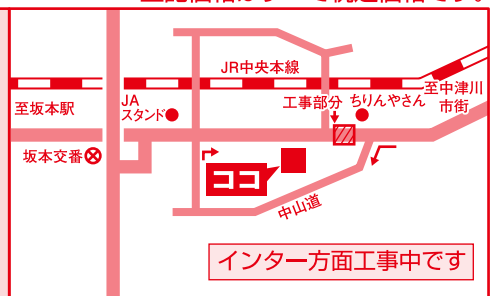 JR中央本線
至坂本駅
JA
スタンド
工事部分
ちりんやさん
至中津川
市街
坂本交番
中山道
インター方面工事中です